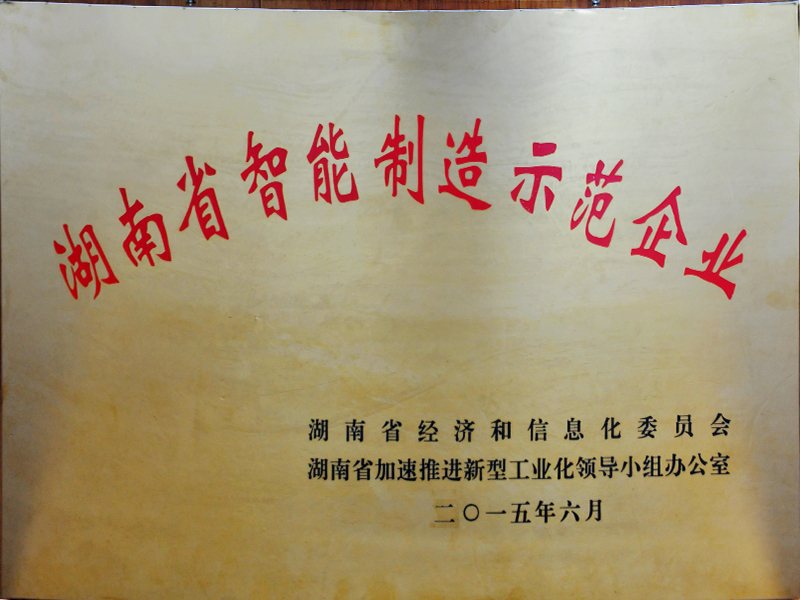 湖南省智能制造示范企业
湖南省经济和信息化委员会
湖南省加速推进新型工业化领导小组办公室
二〇一五年六月